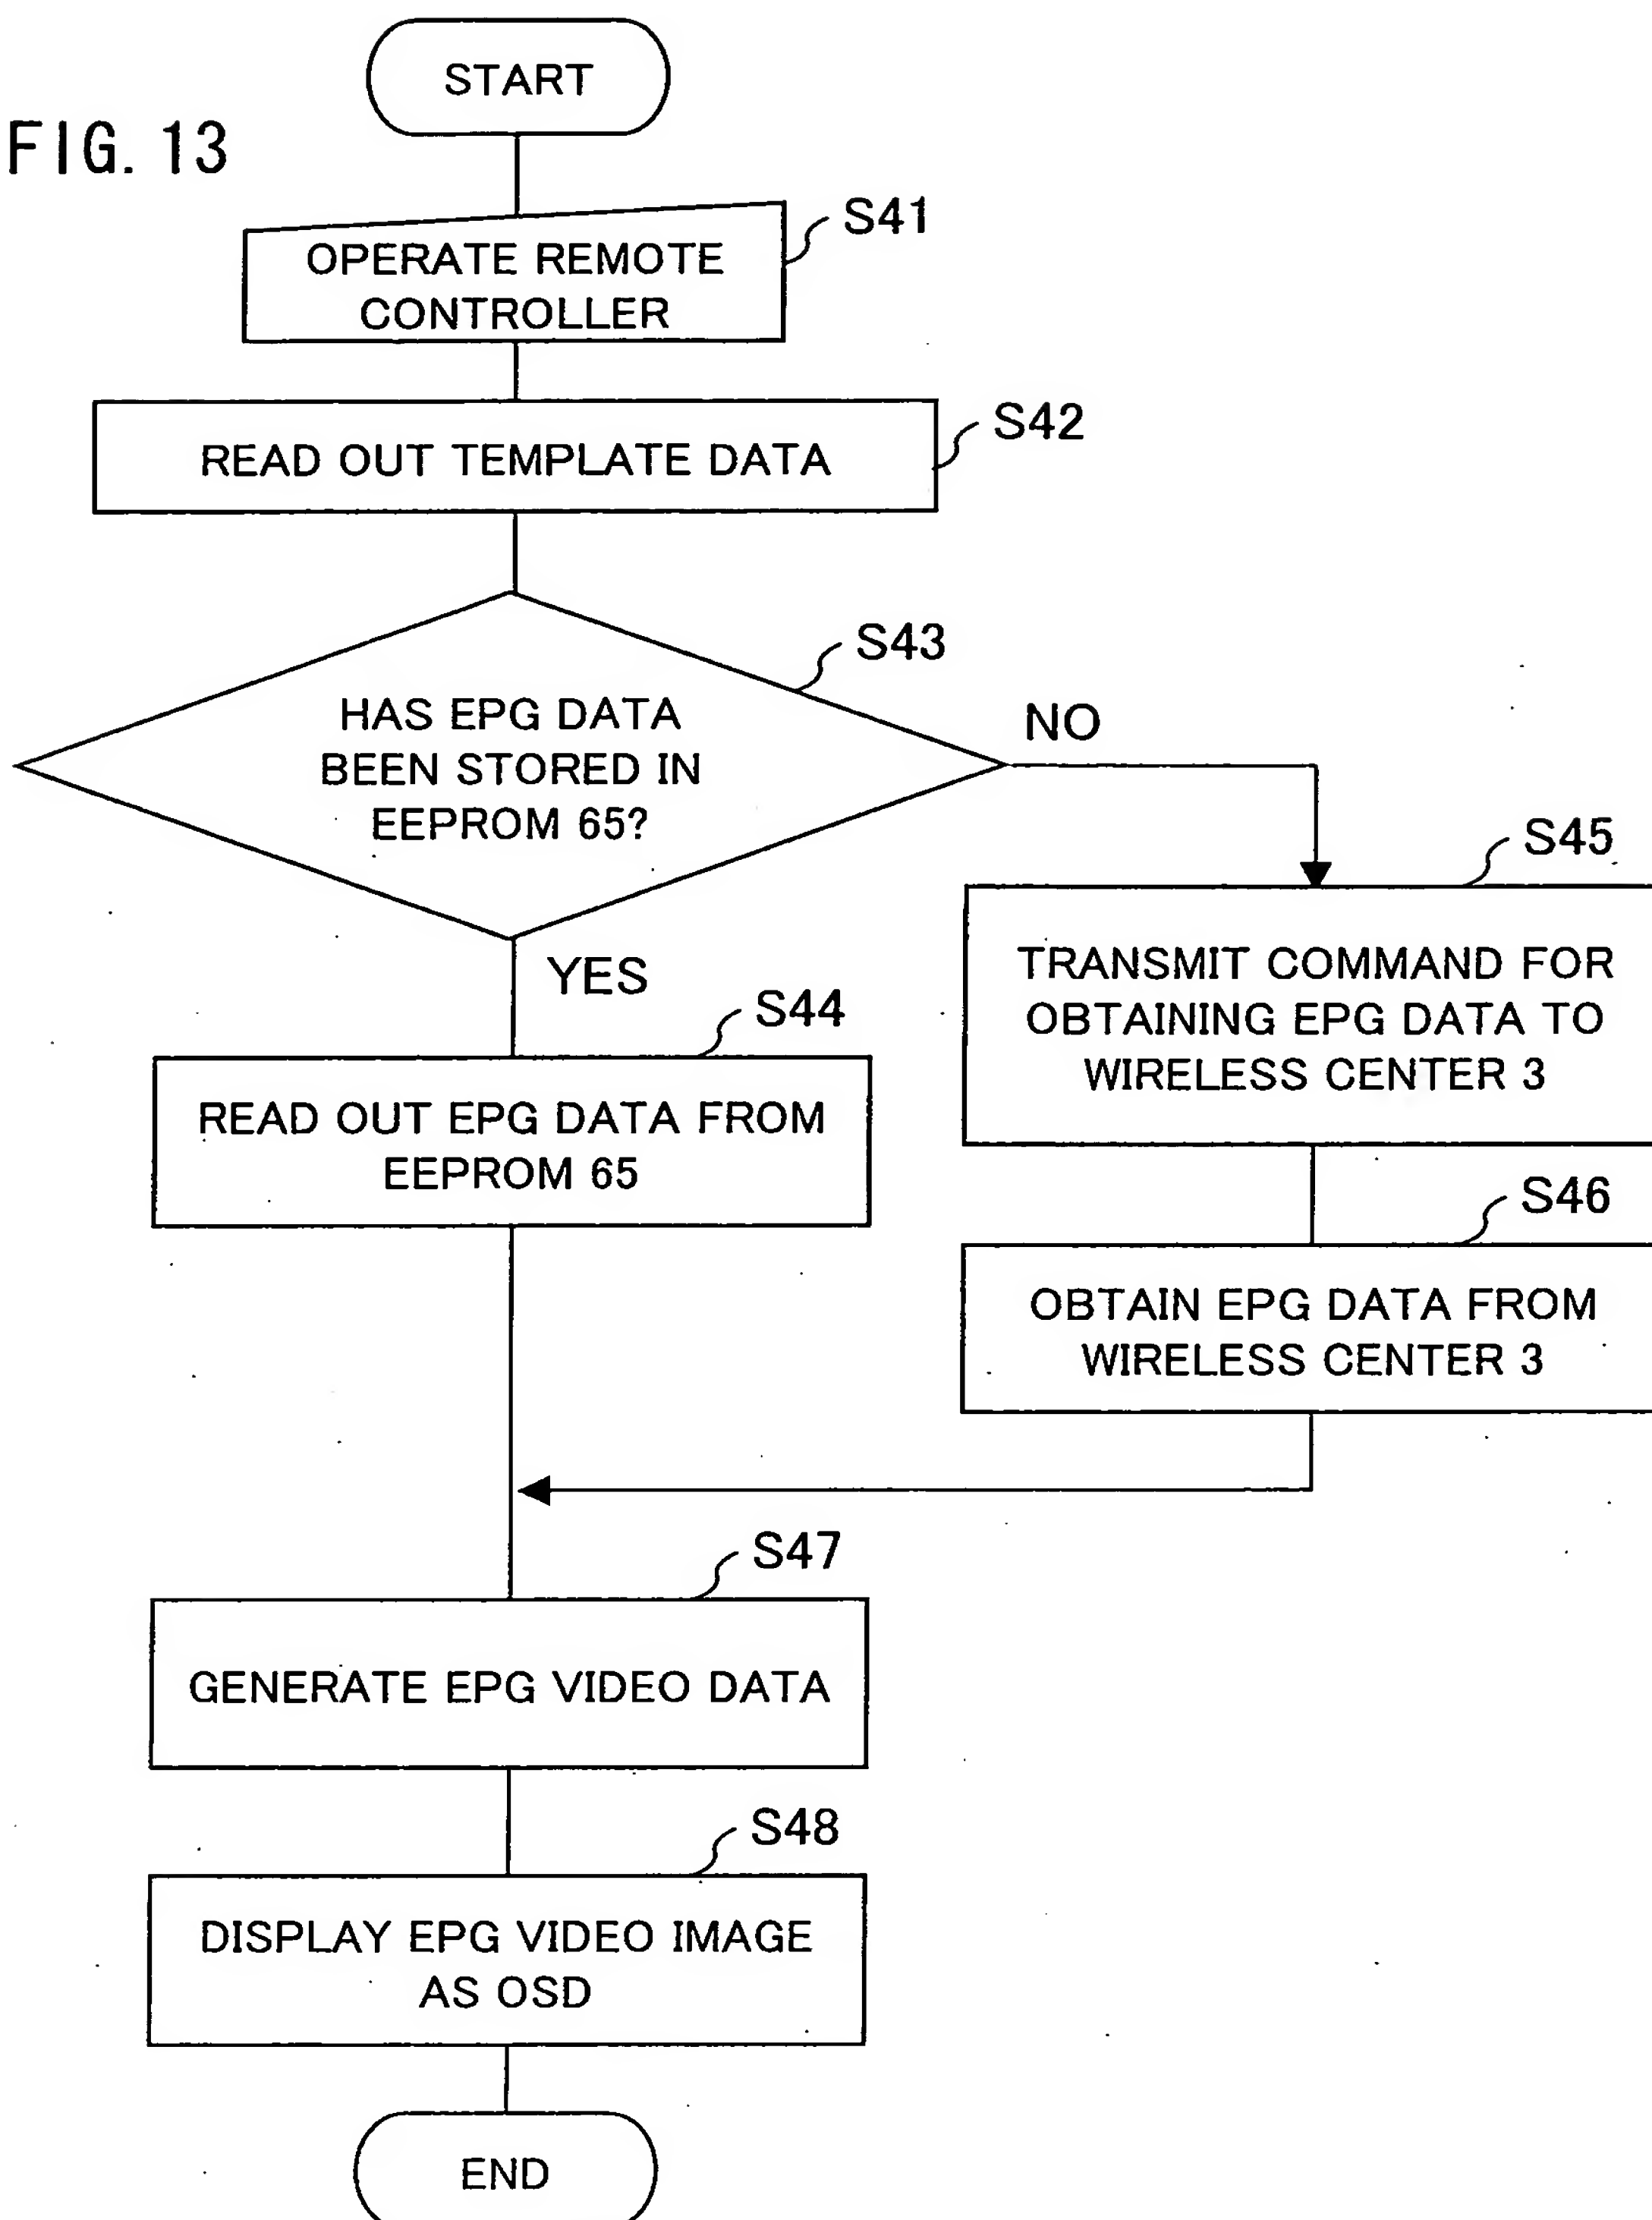 START
FIG. 13
S41
OPERATE REMOTE
CONTROLLER
S42
READ OUT TEMPLATE DATA
S43
HAS EPG DATA
BEEN STORED IN
EEPROM 65?
NO
YES
S44
READ OUT EPG DATA FROM
EEPROM 65
S45
TRANSMIT COMMAND FOR
OBTAINING EPG DATA TO
WIRELESS CENTER 3
S46
OBTAIN EPG DATA FROM
WIRELESS CENTER 3
S47
GENERATE EPG VIDEO DATA
S48
DISPLAY EPG VIDEO IMAGE
AS OSD
END